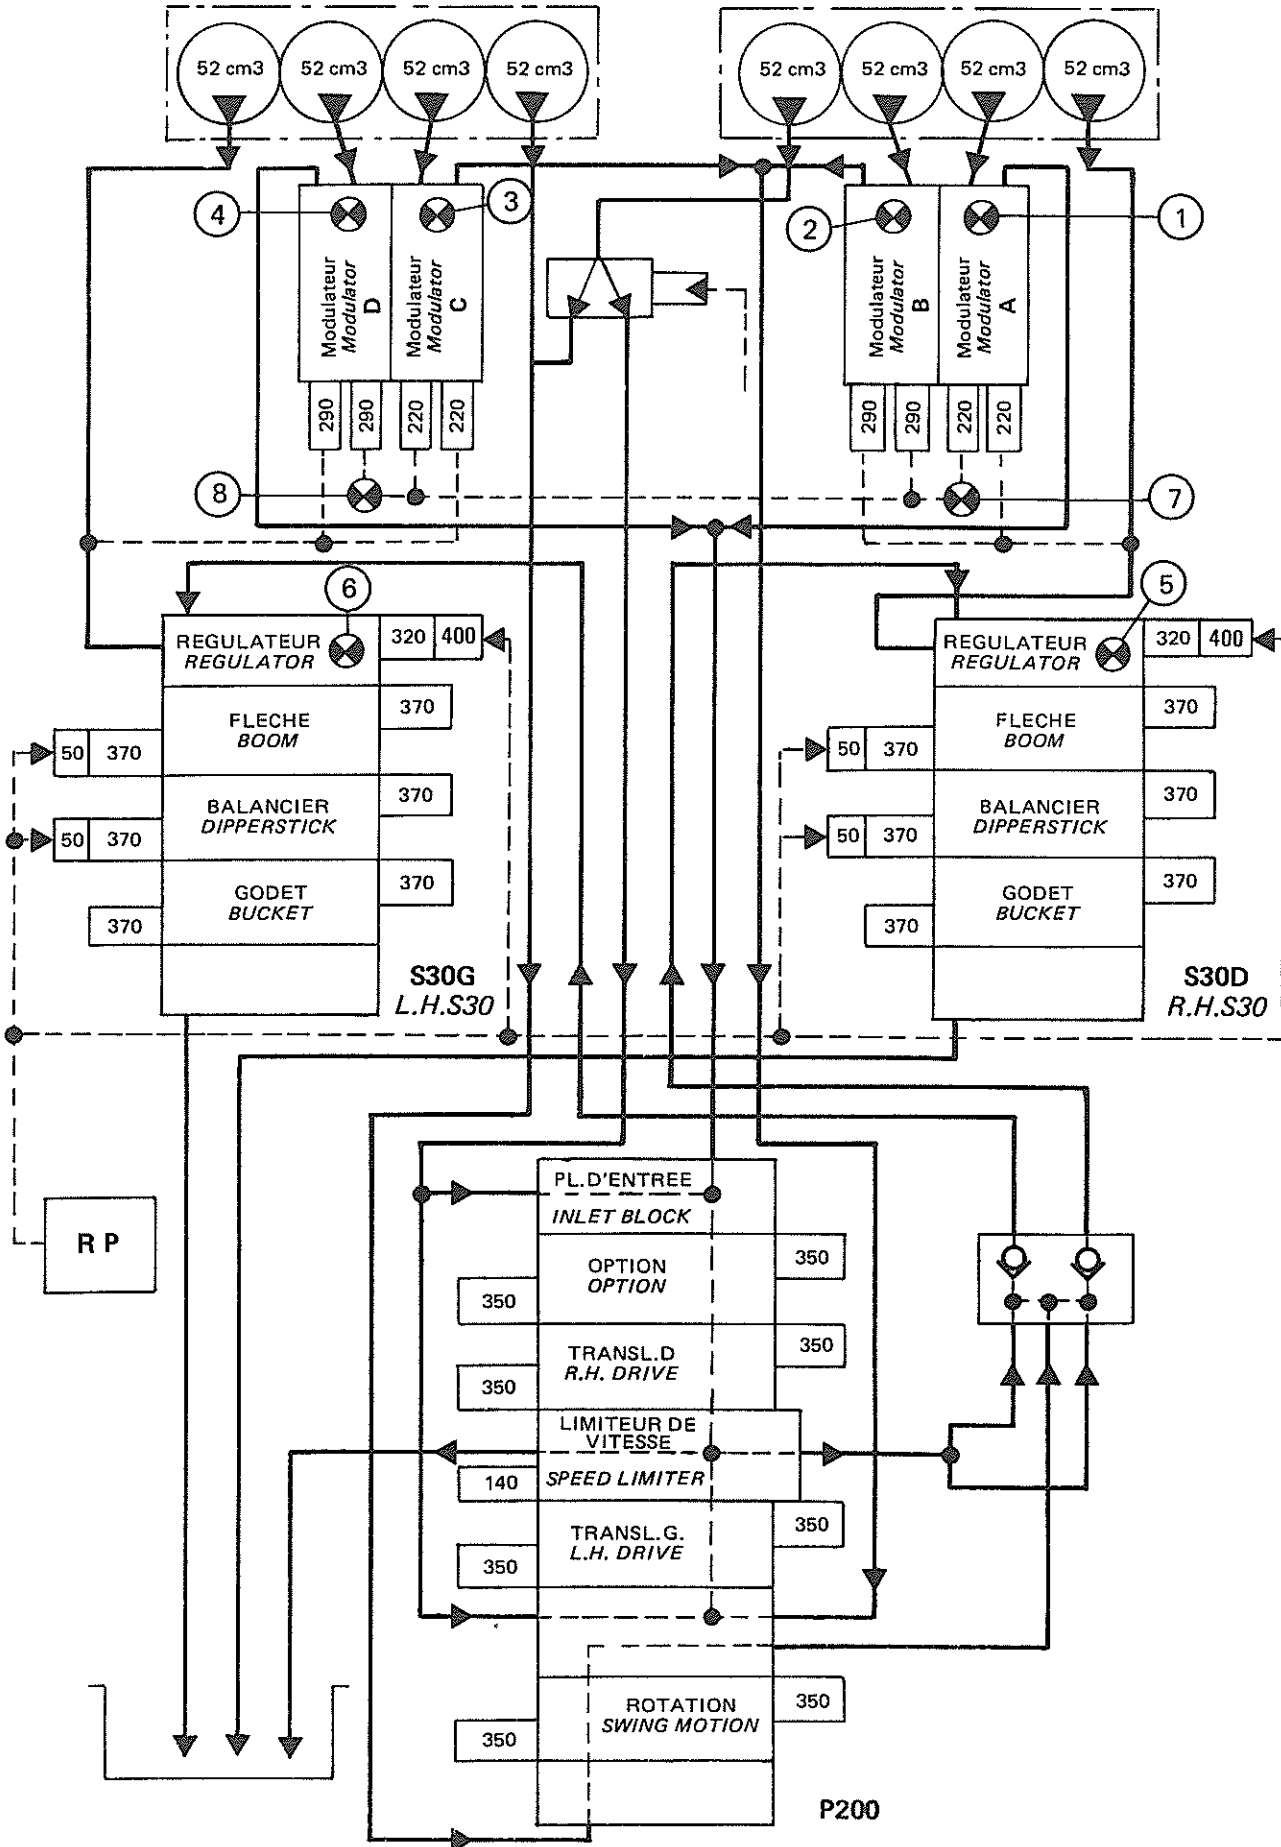 52 cm3 52 cm3 52 cm3 52 cm3
52 cm3 52 cm3 52 cm3 52 cm3
4
3
2
1
Modulateur
Modulator
D
Modulateur
Modulator
C
Modulateur
Modulator
B
Modulateur
Modulator
A
290 290 220 220
290 290 220 220
8
7
6
5
REGULATEUR
REGULATOR
320 400
FLECHE
BOOM
370
50 370
BALANCIER
DIPPERSTICK
370
50 370
GODET
BUCKET
370
370
S30G
L.H.S30
REGULATEUR
REGULATOR
320 400
FLECHE
BOOM
370
50 370
BALANCIER
DIPPERSTICK
370
50 370
GODET
BUCKET
370
370
S30D
R.H.S30
R P
PL.D'ENTREE
INLET BLOCK
OPTION
OPTION
350
350
TRANSL.D
R.H. DRIVE
350
350
LIMITEUR DE
VITESSE
SPEED LIMITER
140
TRANSL.G.
L.H. DRIVE
350
350
ROTATION
SWING MOTION
350
350
P200